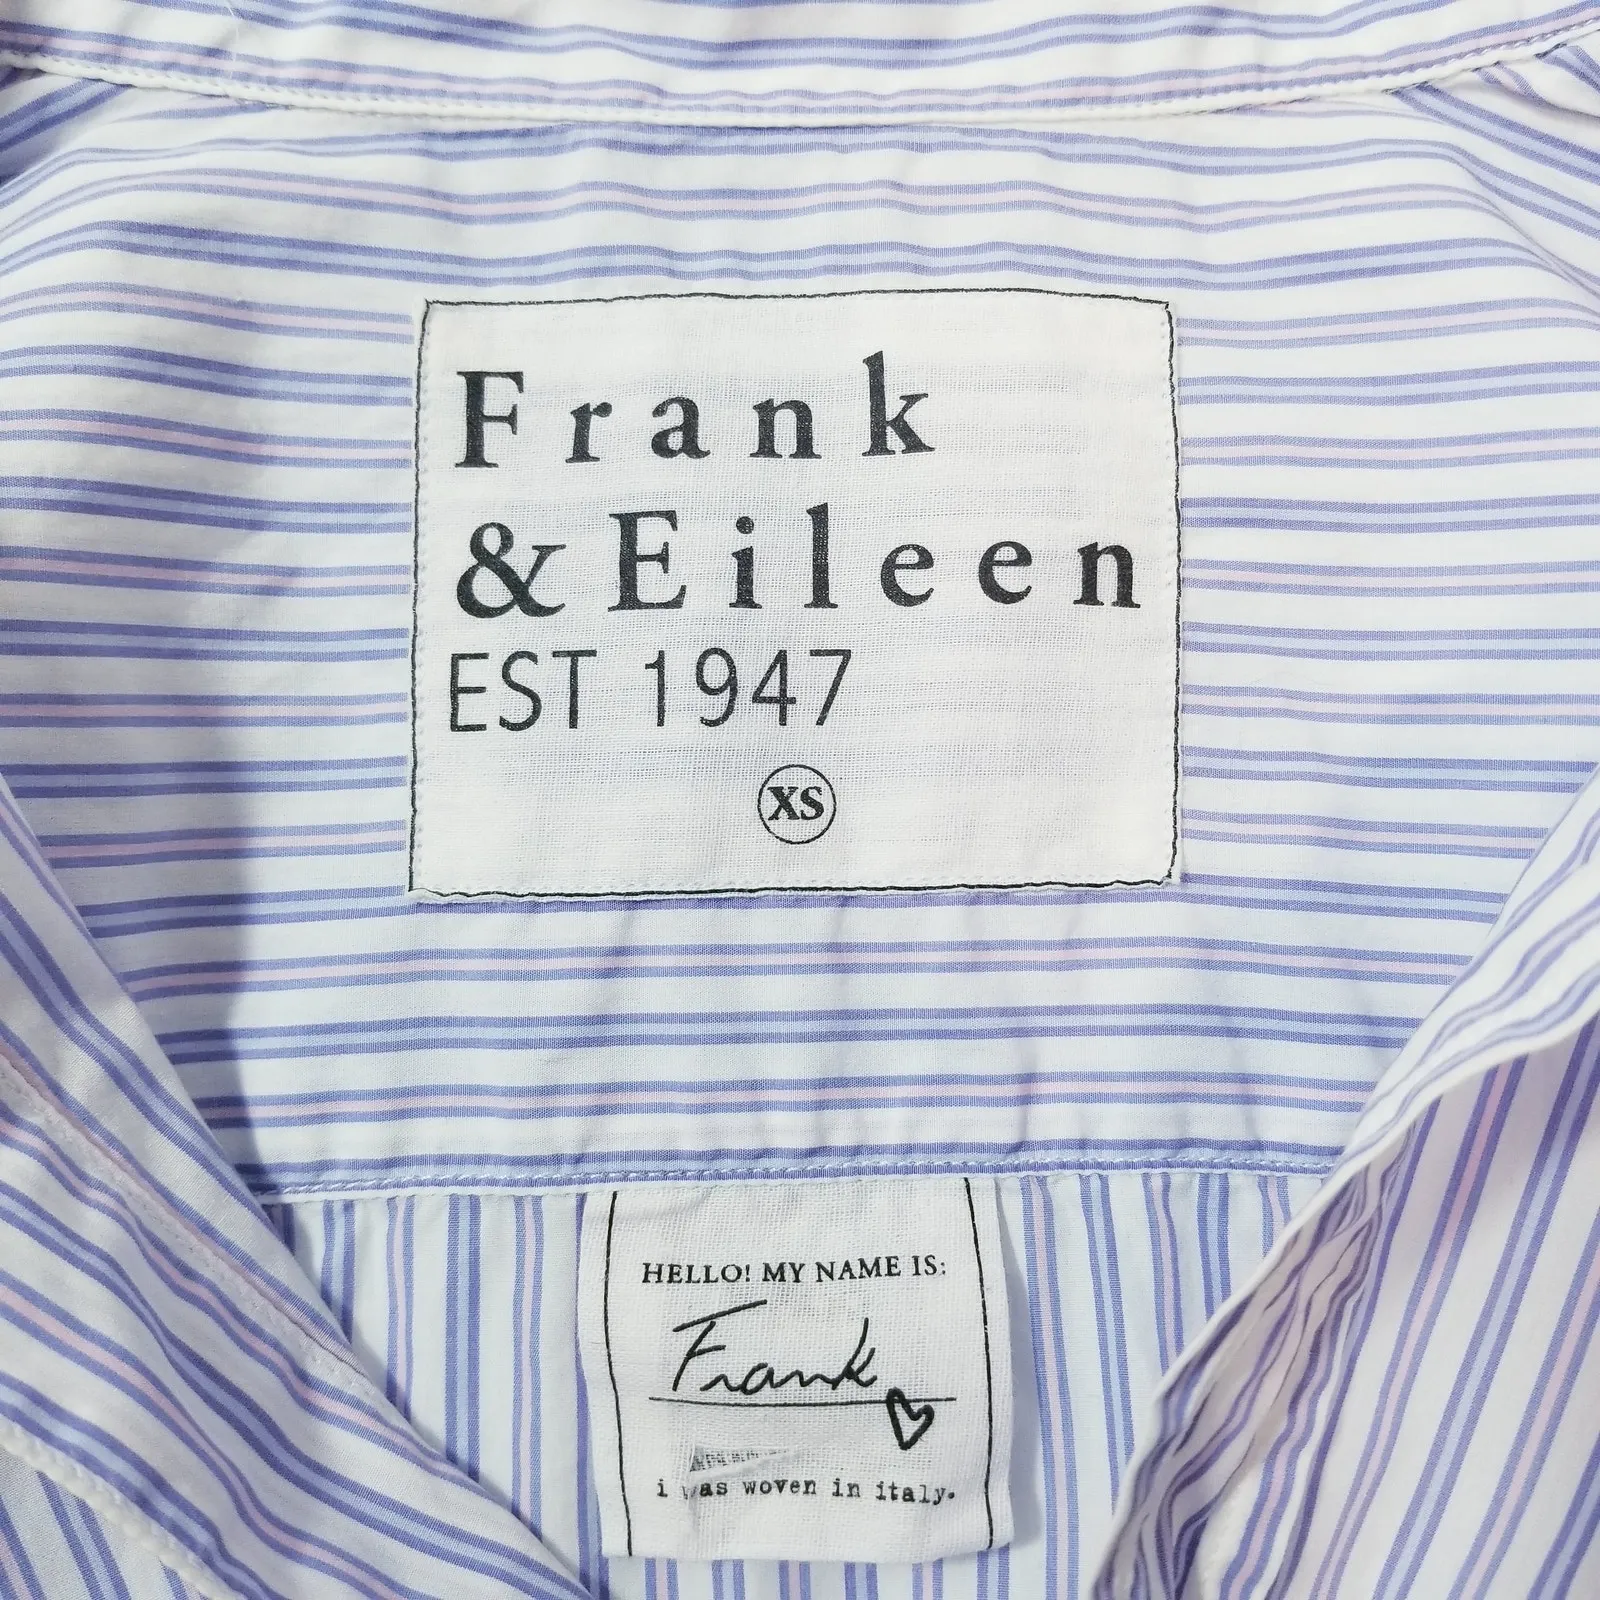 Frank
& Eileen
EST 1947
XS
HELLO! MY NAME IS:
Frank
i was woven in italy.